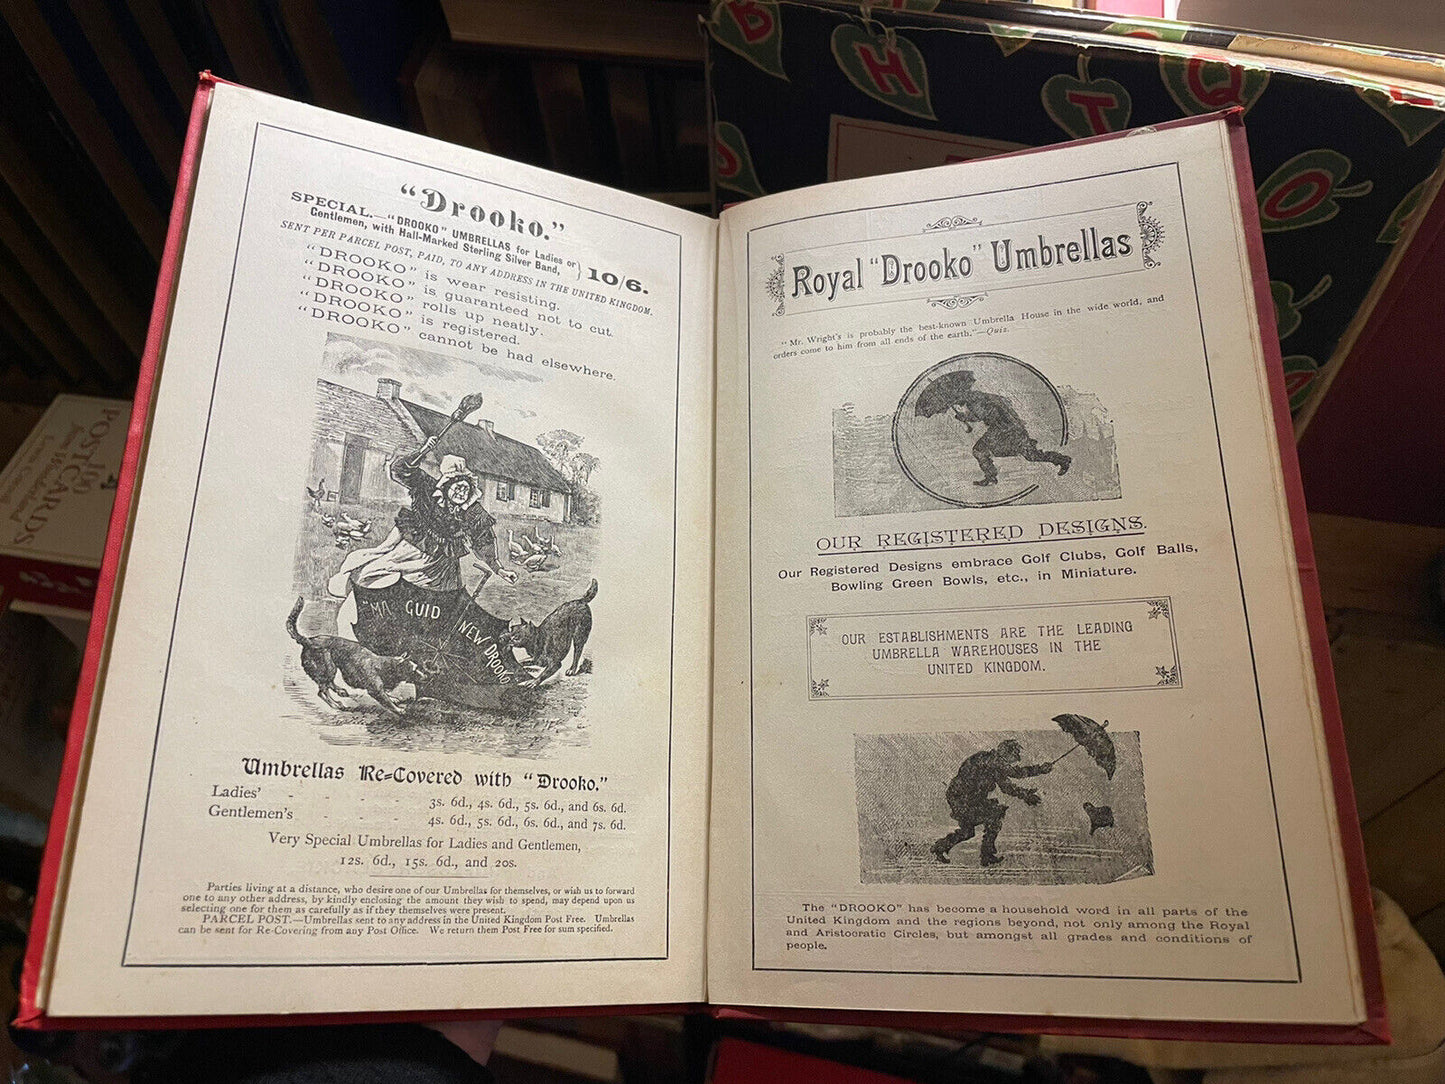 "Drooko."
SPECIAL.—"DROOKO" UMBRELLAS for Ladies or
Gentlemen, with Hall-Marked Sterling Silver Band, } 10/6.
SENT PER PARCEL POST, PAID, TO ANY ADDRESS IN THE UNITED KINGDOM.
"DROOKO" is wear resisting.
"DROOKO" is guaranteed not to cut.
"DROOKO" rolls up neatly.
"DROOKO" is registered.
"DROOKO" cannot be had elsewhere.
"MA GUID NEW DROOKO
Umbrellas Re=Covered with "Drooko."
Ladies' - - - - 3s. 6d., 4s. 6d., 5s. 6d., and 6s. 6d.
Gentlemen's - - - - 4s. 6d., 5s. 6d., 6s. 6d., and 7s. 6d.
Very Special Umbrellas for Ladies and Gentlemen,
12s. 6d., 15s. 6d., and 20s.
Parties living at a distance, who desire one of our Umbrellas for themselves, or wish us to forward
one to any other address, by kindly enclosing the amount they wish to spend, may depend upon us
selecting one for them as carefully as if they themselves were present.
PARCEL POST.—Umbrellas sent to any address in the United Kingdom Post Free. Umbrellas
can be sent for Re-Covering from any Post Office. We return them Post Free for sum specified.
Royal "Drooko" Umbrellas
"Mr. Wright's is probably the best-known Umbrella House in the wide world, and
orders come to him from all ends of the earth."—Quiz.
OUR REGISTERED DESIGNS.
Our Registered Designs embrace Golf Clubs, Golf Balls,
Bowling Green Bowls, etc., in Miniature.
OUR ESTABLISHMENTS ARE THE LEADING
UMBRELLA WAREHOUSES IN THE
UNITED KINGDOM.
The "DROOKO" has become a household word in all parts of the
United Kingdom and the regions beyond, not only among the Royal
and Aristocratic Circles, but amongst all grades and conditions of
people.
B
H
T
Q
O
100
POSTCARDS